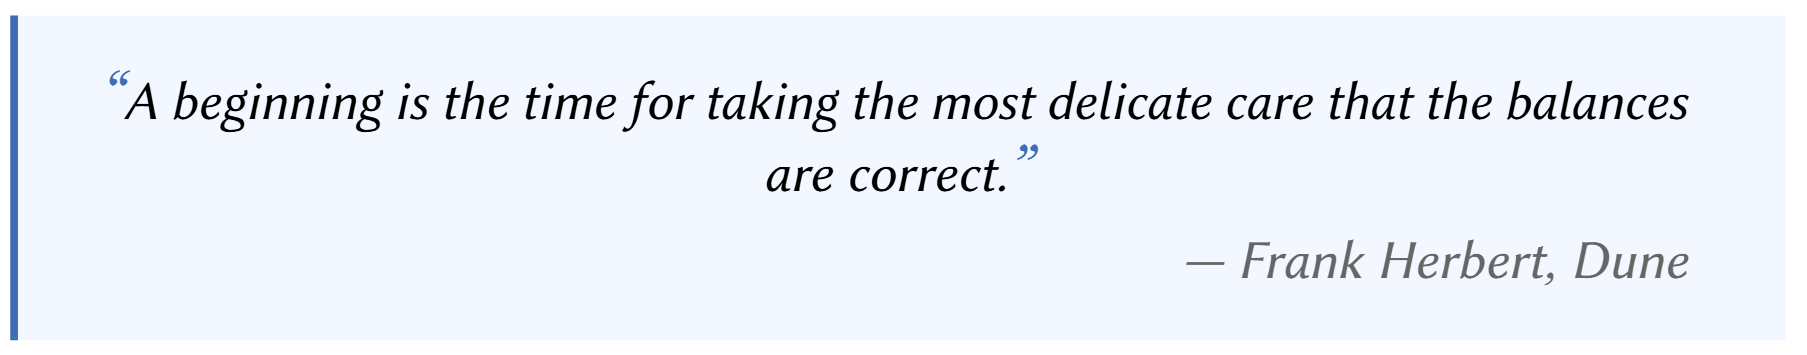 “A beginning is the time for taking the most delicate care that the balances
are correct.”
— Frank Herbert, Dune